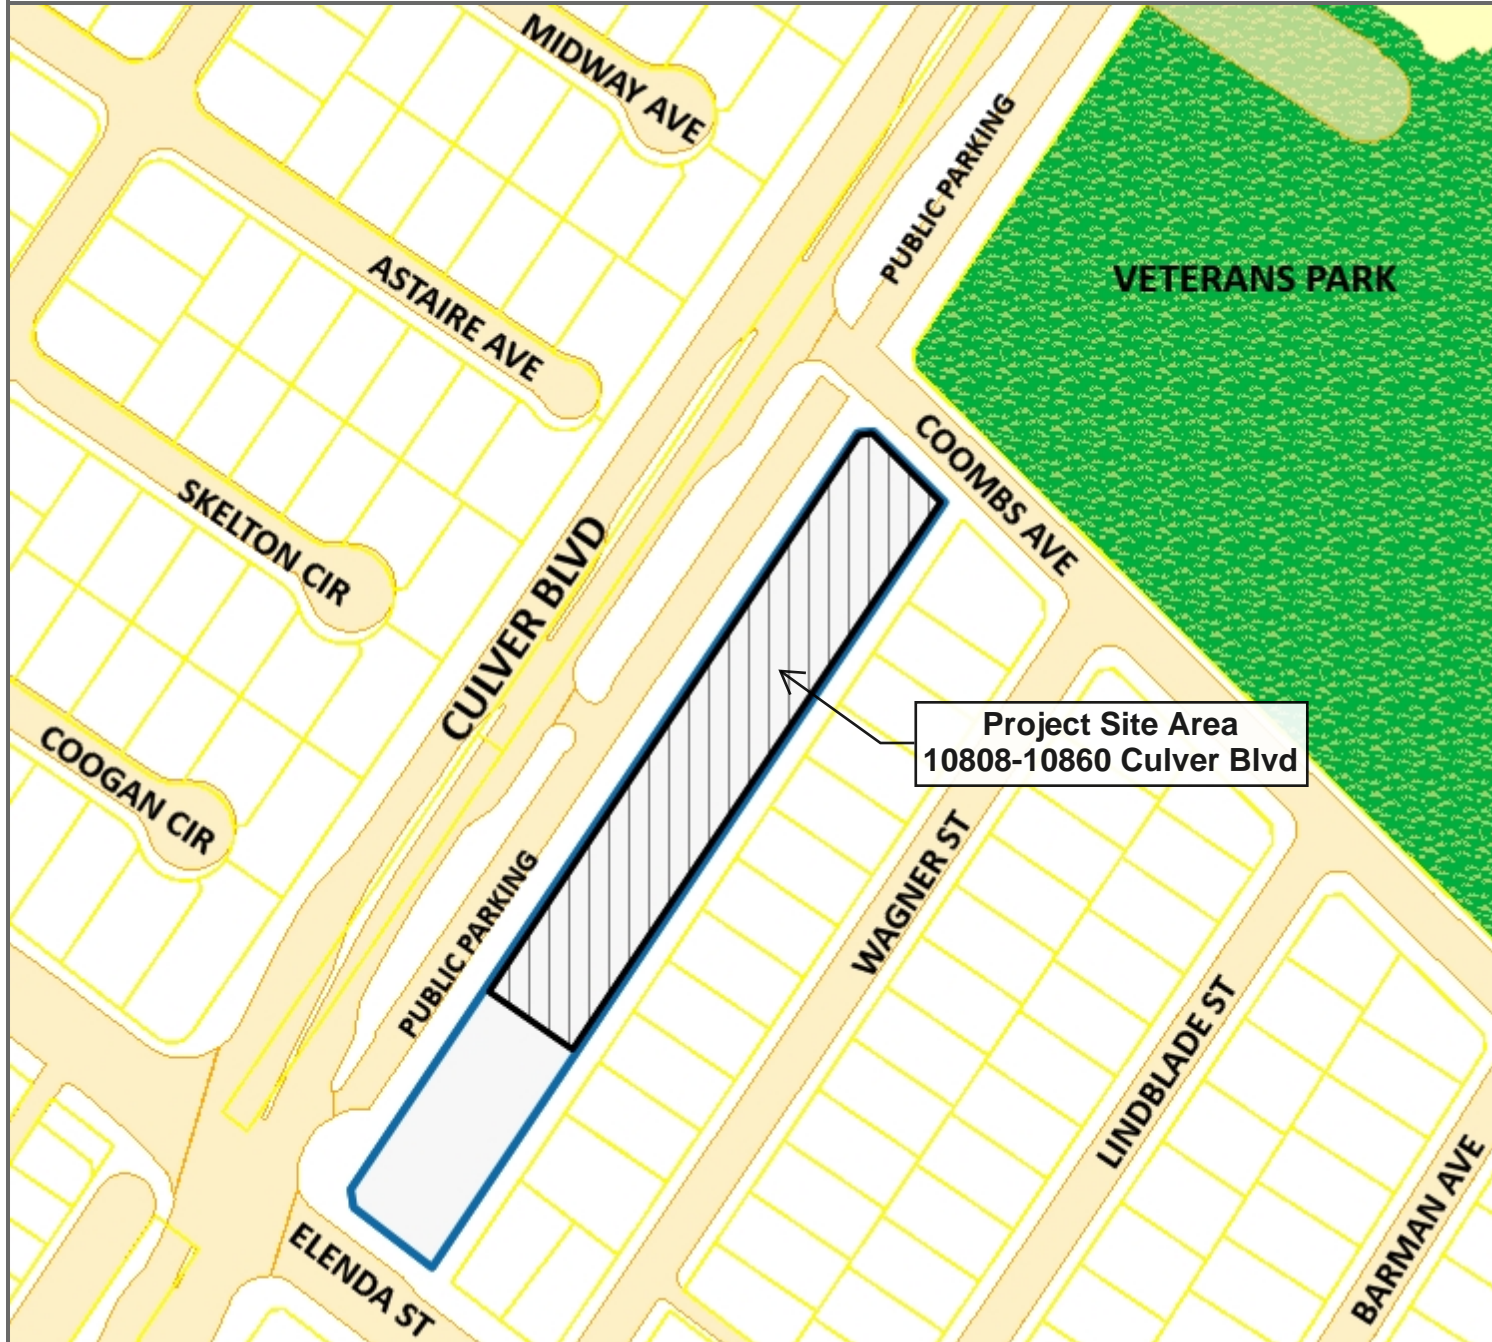 MIDWAY AVE
PUBLIC PARKING
VETERANS PARK
ASTAIRE AVE
COOMBS AVE
SKELTON CIR
CULVER BLVD
Project Site Area
10808-10860 Culver Blvd
COOGAN CIR
PUBLIC PARKING
WAGNER ST
LINDBLADE ST
BARMAN AVE
ELENDA ST